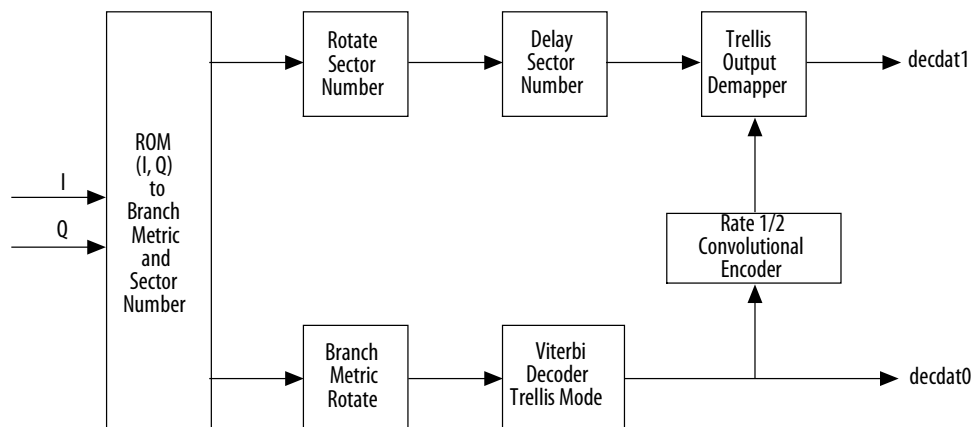 I
Q
ROM
(I, Q)
to
Branch
Metric
and
Sector
Number
Rotate
Sector
Number
Delay
Sector
Number
Trellis
Output
Demapper
decdat1
Rate 1/2
Convolutional
Encoder
Branch
Metric
Rotate
Viterbi
Decoder
Trellis Mode
decdat0